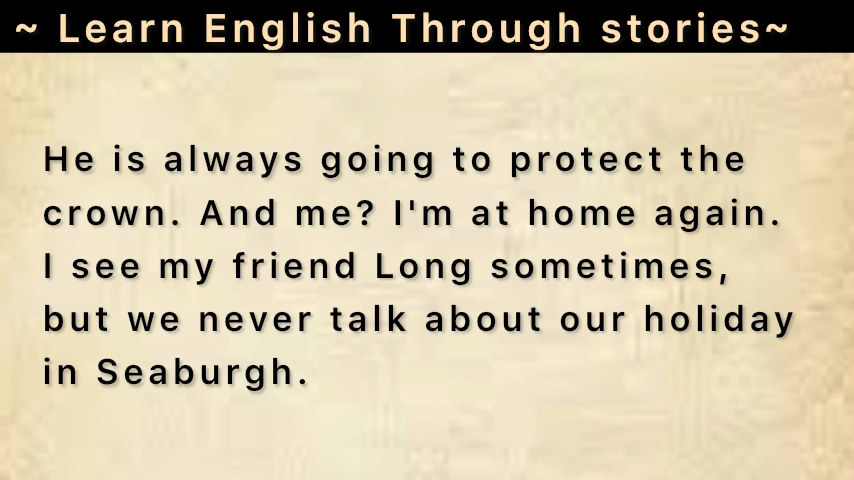 ~ Learn English Through stories~
He is always going to protect the
crown. And me? I'm at home again.
I see my friend Long sometimes,
but we never talk about our holiday
in Seaburgh.